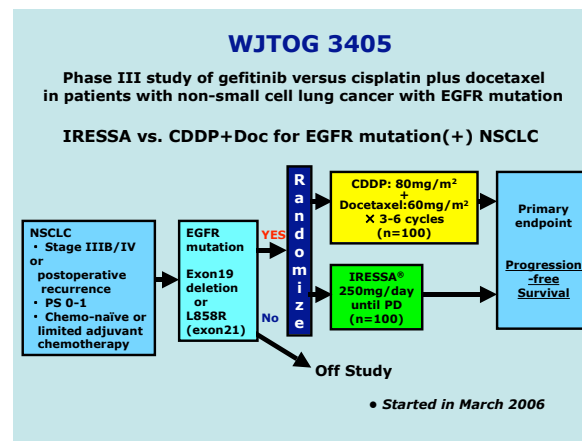 WJTOG 3405
Phase III study of gefitinib versus cisplatin plus docetaxel
in patients with non-small cell lung cancer with EGFR mutation
IRESSA vs. CDDP+Doc for EGFR mutation(+) NSCLC
NSCLC
・ Stage IIIB/IV
or
postoperative
recurrence
・ PS 0-1
・ Chemo-naïve or
limited adjuvant
chemotherapy
EGFR
mutation
Exon19
deletion
or
L858R
(exon21)
YES
No
Randomize
CDDP: 80mg/m²
+
Docetaxel:60mg/m²
× 3-6 cycles
(n=100)
IRESSA®
250mg/day
until PD
(n=100)
Primary
endpoint
Progression
-free
Survival
Off Study
● Started in March 2006